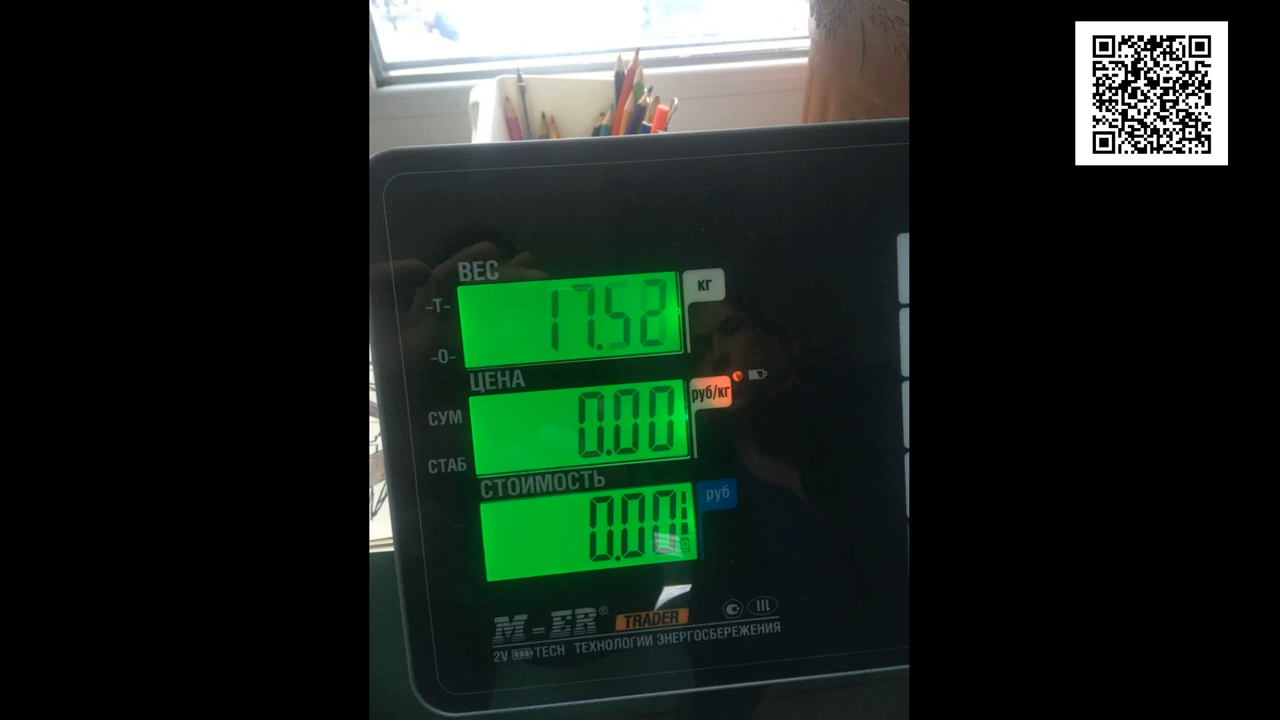 ВЕС
КГ
-Т-
17.52
-0-
ЦЕНА
руб/кг
СУМ
0.00
СТАБ
СТОИМОСТЬ
руб
0.00
M-ER® TRADER
2V TECH ТЕХНОЛОГИИ ЭНЕРГОСБЕРЕЖЕНИЯ